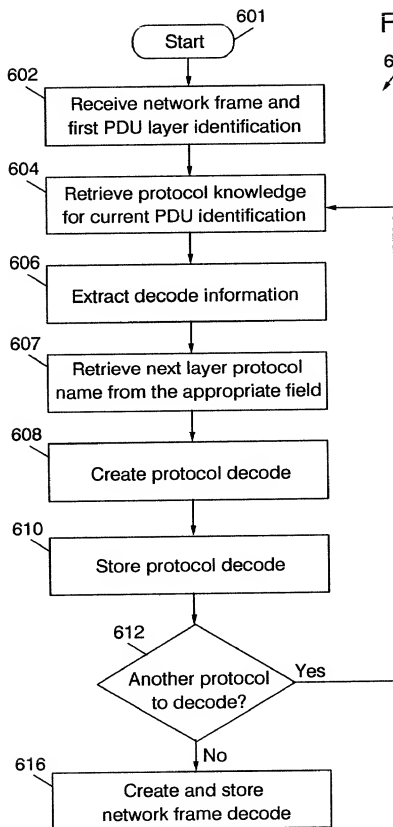 601
Start
F
6
602
Receive network frame and
first PDU layer identification
604
Retrieve protocol knowledge
for current PDU identification
606
Extract decode information
607
Retrieve next layer protocol
name from the appropriate field
608
Create protocol decode
610
Store protocol decode
612
Another protocol
to decode?
Yes
No
616
Create and store
network frame decode